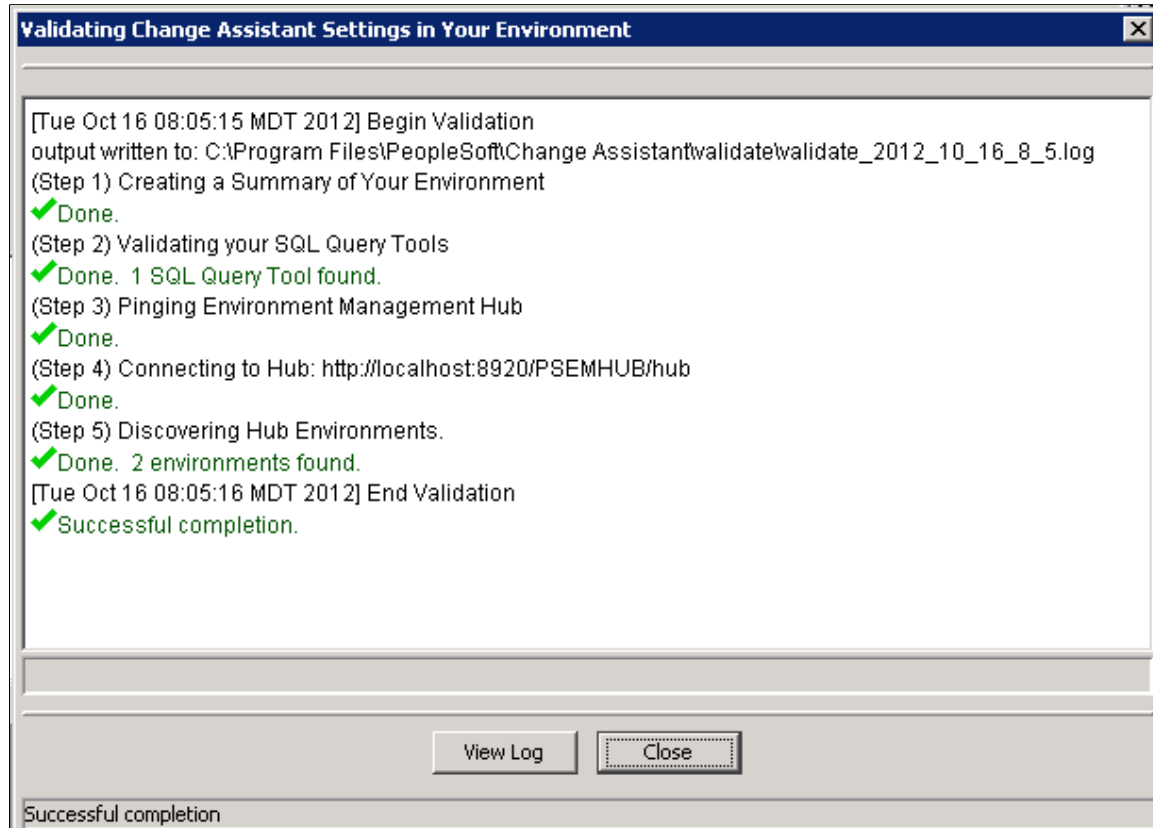 Validating Change Assistant Settings in Your Environment
[Tue Oct 16 08:05:15 MDT 2012] Begin Validation
output written to: C:\Program Files\PeopleSoft\Change Assistant\validate\validate_2012_10_16_8_5.log
(Step 1) Creating a Summary of Your Environment
Done.
(Step 2) Validating your SQL Query Tools
Done.  1 SQL Query Tool found.
(Step 3) Pinging Environment Management Hub
Done.
(Step 4) Connecting to Hub: http://localhost:8920/PSEMHUB/hub
Done.
(Step 5) Discovering Hub Environments.
Done.  2 environments found.
[Tue Oct 16 08:05:16 MDT 2012] End Validation
Successful completion.
View Log
Close
Successful completion